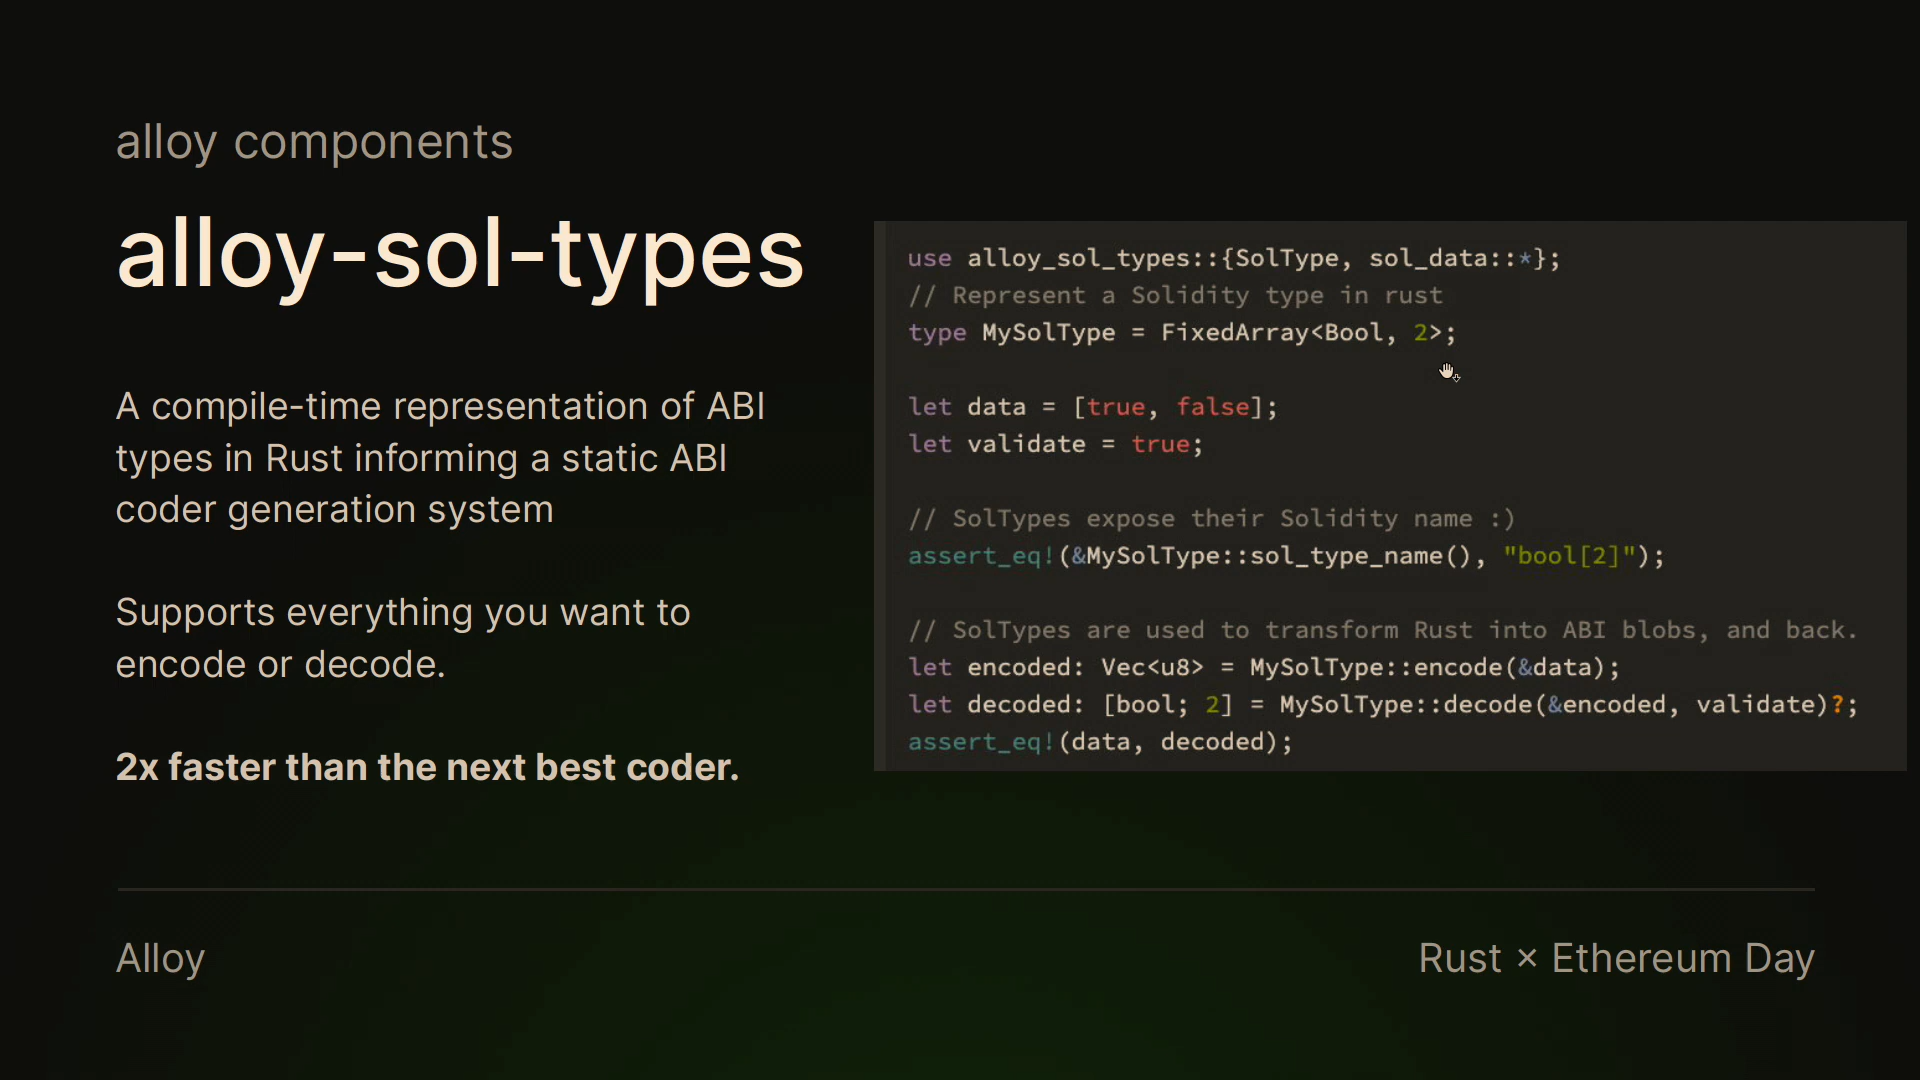 alloy components
alloy-sol-types
A compile-time representation of ABI
types in Rust informing a static ABI
coder generation system
Supports everything you want to
encode or decode.
2x faster than the next best coder.
use alloy_sol_types::{SolType, sol_data::*};
// Represent a Solidity type in rust
type MySolType = FixedArray<Bool, 2>;
let data = [true, false];
let validate = true;
// SolTypes expose their Solidity name :)
assert_eq!(&MySolType::sol_type_name(), "bool[2]");
// SolTypes are used to transform Rust into ABI blobs, and back.
let encoded: Vec<u8> = MySolType::encode(&data);
let decoded: [bool; 2] = MySolType::decode(&encoded, validate)?;
assert_eq!(data, decoded);
Alloy
Rust × Ethereum Day